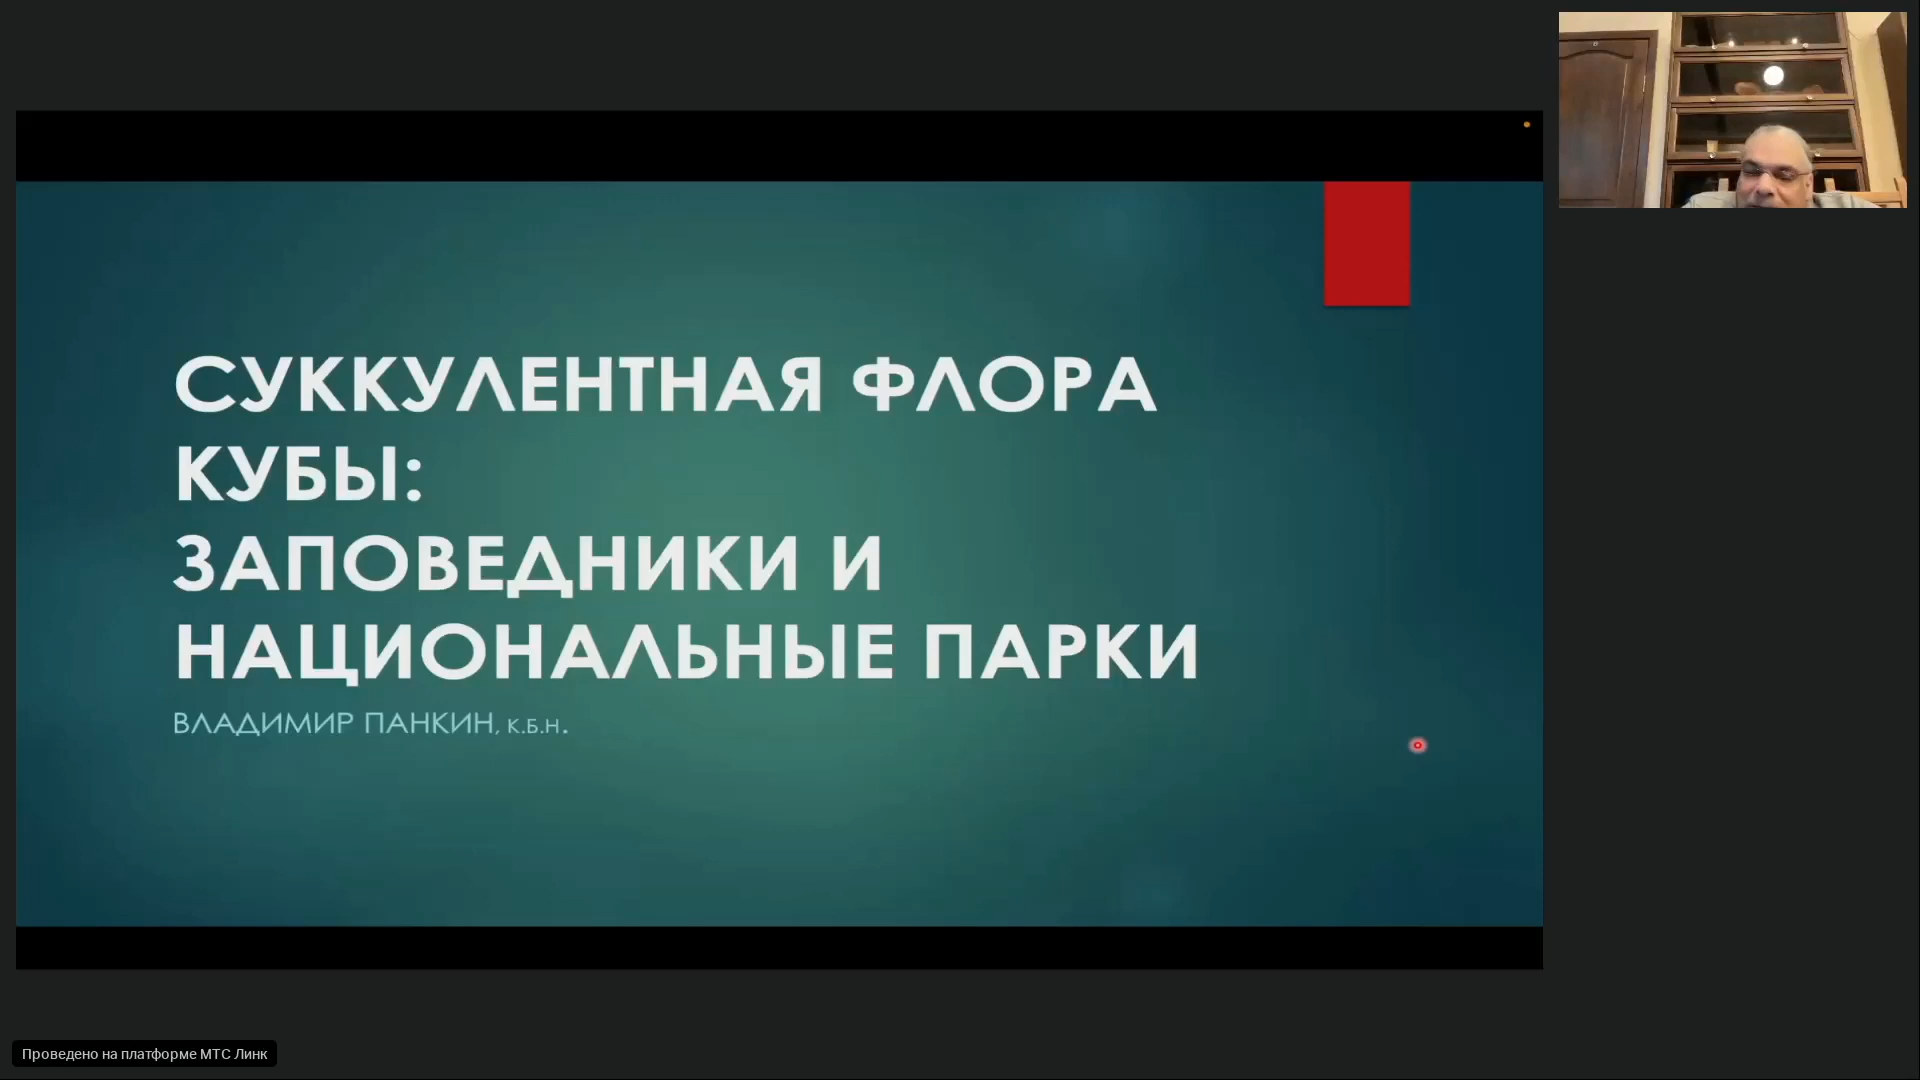 СУККУЛЕНТНАЯ ФЛОРА
КУБЫ:
ЗАПОВЕДНИКИ И
НАЦИОНАЛЬНЫЕ ПАРКИ
ВЛАДИМИР ПАНКИН, К.Б.Н.
Проведено на платформе МТС Линк